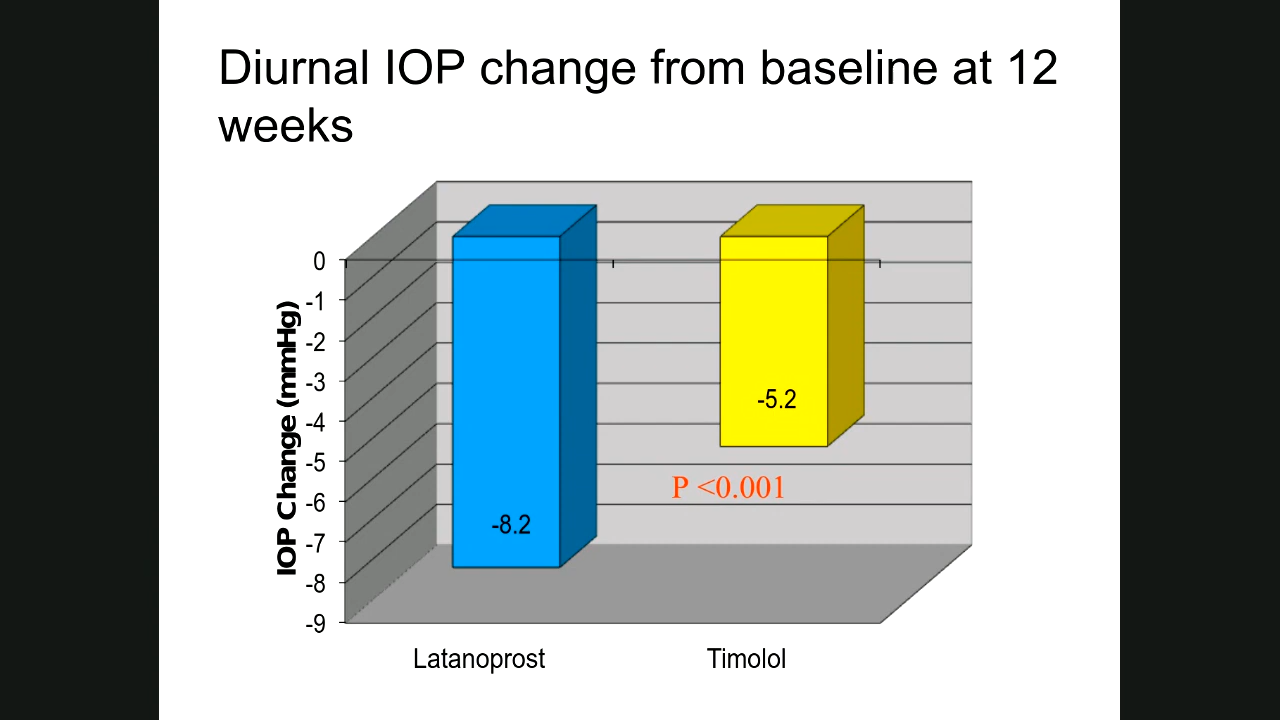 Diurnal IOP change from baseline at 12
weeks
IOP Change (mmHg)
0
-1
-2
-3
-4
-5
-6
-7
-8
-9
-8.2
-5.2
P <0.001
Latanoprost
Timolol